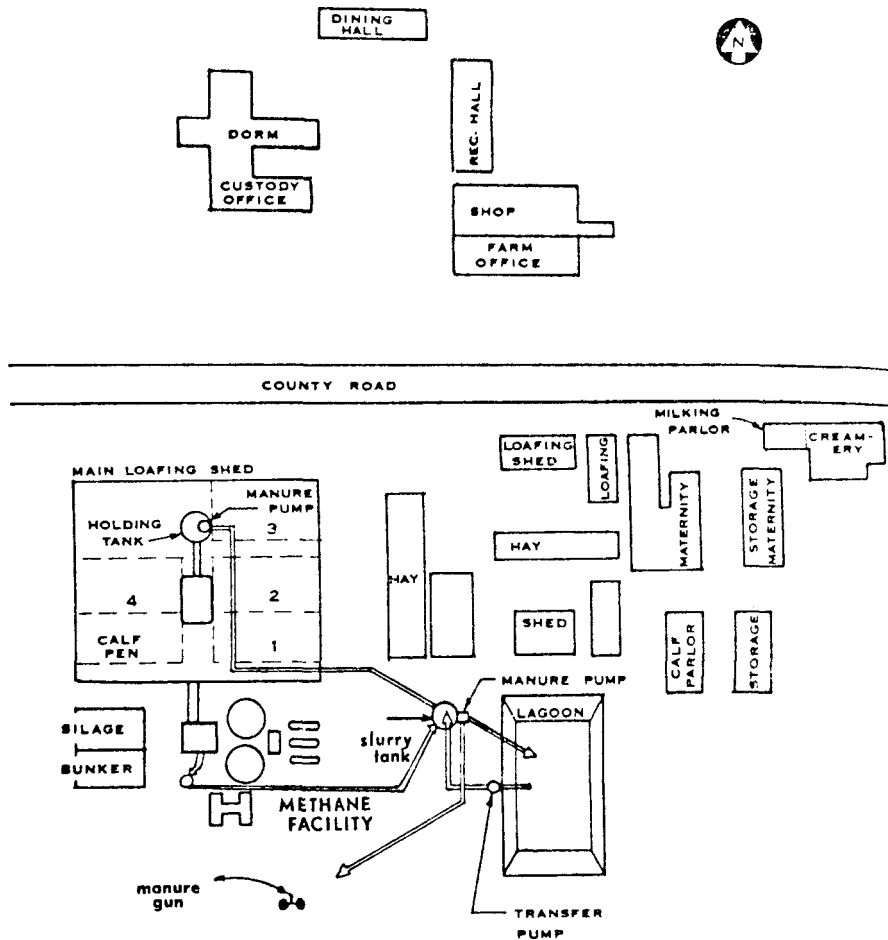 DINING
HALL
N
DORM
REC. HALL
CUSTODY
OFFICE
SHOP
FARM
OFFICE
COUNTY ROAD
MILKING
PARLOR
CREAM-
ERY
LOAFING
SHED
LOAFING
MAIN LOAFING SHED
MANURE
PUMP
HOLDING
TANK
3
HAY
MATERNITY
STORAGE
MATERNITY
HAY
4
2
CALF
PEN
1
SHED
CALF
PARLOR
STORAGE
MANURE PUMP
LAGOON
SILAGE
BUNKER
slurry
tank
METHANE
FACILITY
manure
gun
TRANSFER
PUMP